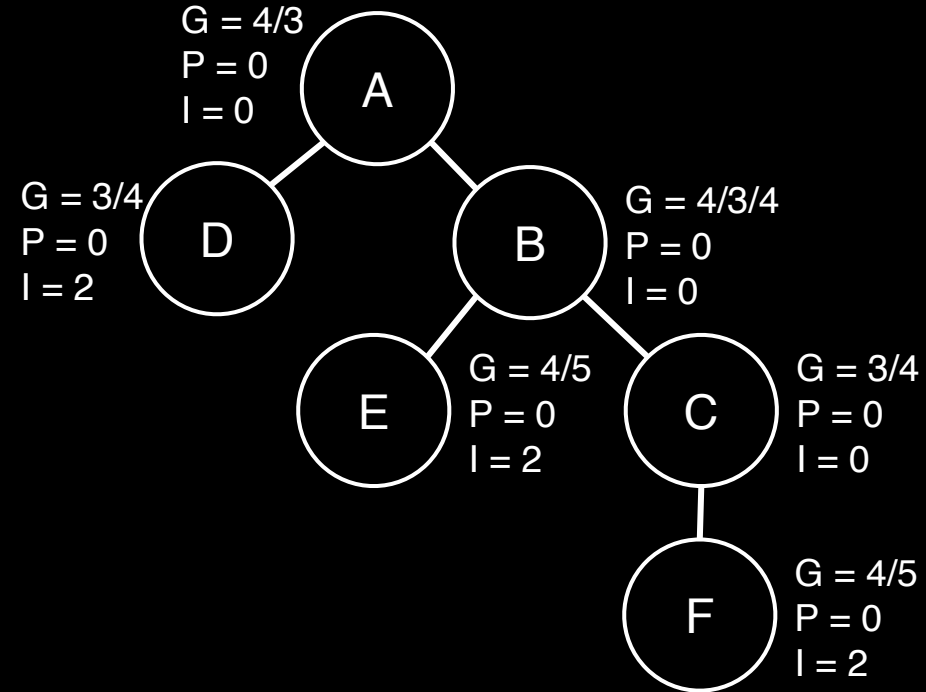 G = 4/3
P = 0
I = 0
A
G = 3/4
P = 0
I = 2
D
B
G = 4/3/4
P = 0
I = 0
E
G = 4/5
P = 0
I = 2
C
G = 3/4
P = 0
I = 0
F
G = 4/5
P = 0
I = 2